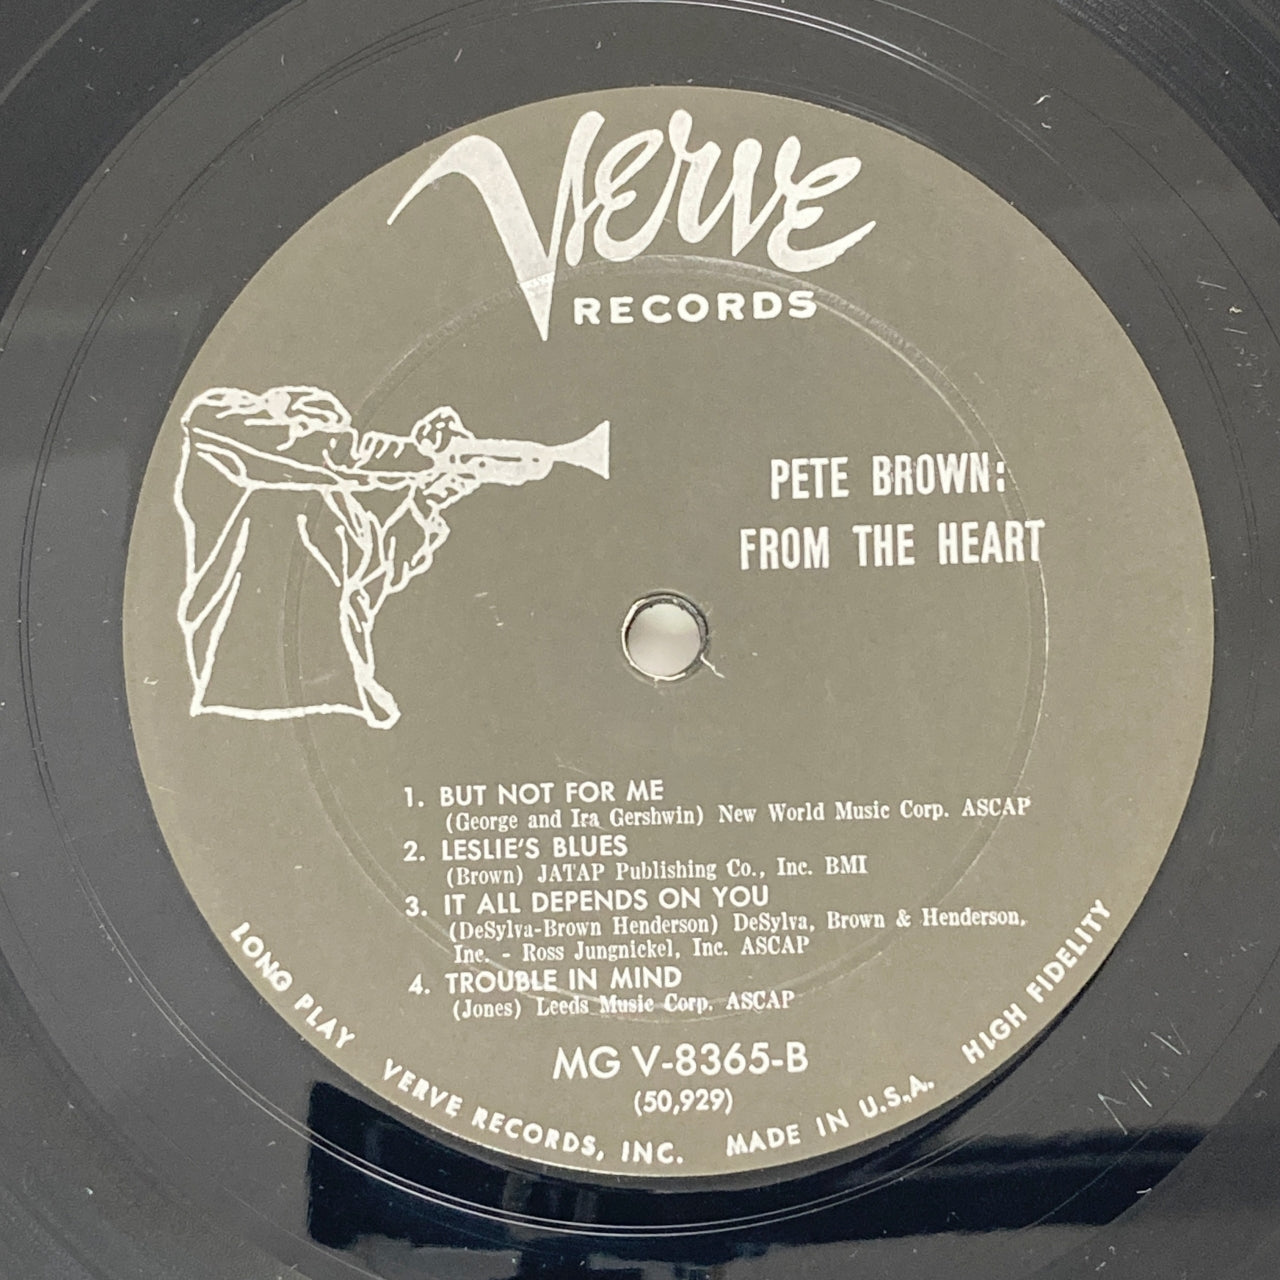 Verve
RECORDS
PETE BROWN:
FROM THE HEART
1. BUT NOT FOR ME
(George and Ira Gershwin) New World Music Corp. ASCAP
2. LESLIE'S BLUES
(Brown) JATAP Publishing Co., Inc. BMI
3. IT ALL DEPENDS ON YOU
(DeSylva-Brown Henderson) DeSylva, Brown & Henderson,
Inc. - Ross Jungnickel, Inc. ASCAP
4. TROUBLE IN MIND
(Jones) Leeds Music Corp. ASCAP
MG V-8365-B
(50,929)
LONG PLAY VERVE RECORDS, INC. MADE IN U.S.A. HIGH FIDELITY